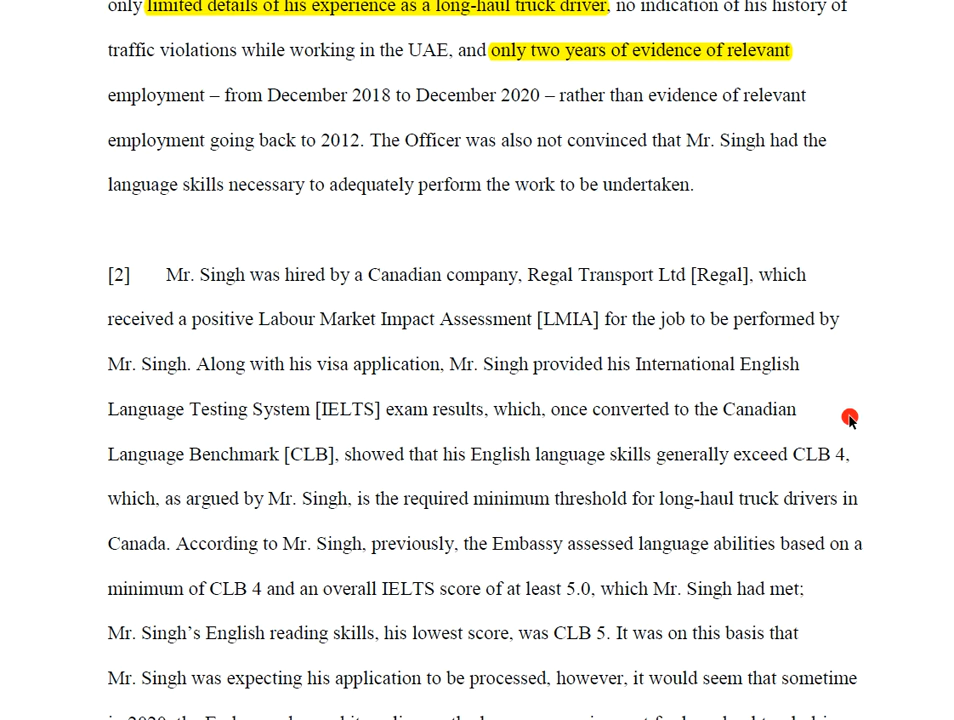 only limited details of his experience as a long-haul truck driver, no indication of his history of
traffic violations while working in the UAE, and only two years of evidence of relevant
employment – from December 2018 to December 2020 – rather than evidence of relevant
employment going back to 2012. The Officer was also not convinced that Mr. Singh had the
language skills necessary to adequately perform the work to be undertaken.
[2] Mr. Singh was hired by a Canadian company, Regal Transport Ltd [Regal], which
received a positive Labour Market Impact Assessment [LMIA] for the job to be performed by
Mr. Singh. Along with his visa application, Mr. Singh provided his International English
Language Testing System [IELTS] exam results, which, once converted to the Canadian
Language Benchmark [CLB], showed that his English language skills generally exceed CLB 4,
which, as argued by Mr. Singh, is the required minimum threshold for long-haul truck drivers in
Canada. According to Mr. Singh, previously, the Embassy assessed language abilities based on a
minimum of CLB 4 and an overall IELTS score of at least 5.0, which Mr. Singh had met;
Mr. Singh’s English reading skills, his lowest score, was CLB 5. It was on this basis that
Mr. Singh was expecting his application to be processed, however, it would seem that sometime
in 2020, the Embassy